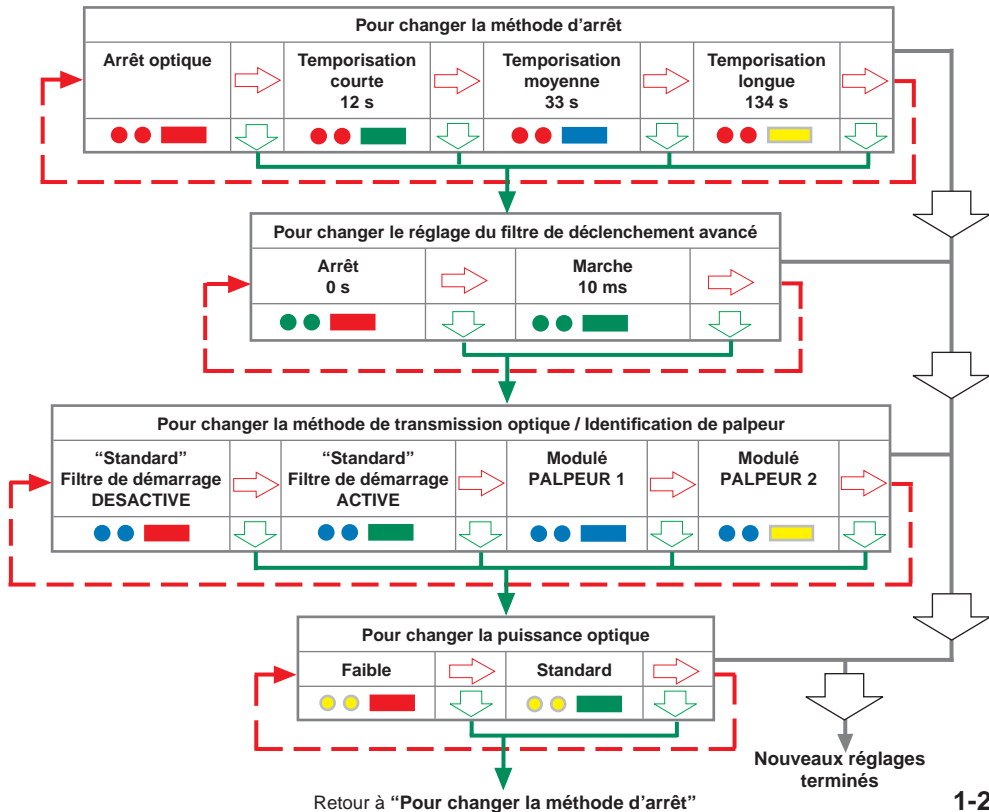 Pour changer la méthode d'arrêt
Arrêt optique
Temporisation
courte
12 s
Temporisation
moyenne
33 s
Temporisation
longue
134 s
Pour changer le réglage du filtre de déclenchement avancé
Arrêt
0 s
Marche
10 ms
Pour changer la méthode de transmission optique / Identification de palpeur
“Standard”
Filtre de démarrage
DESACTIVE
“Standard”
Filtre de démarrage
ACTIVE
Modulé
PALPEUR 1
Modulé
PALPEUR 2
Pour changer la puissance optique
Faible
Standard
Nouveaux réglages
terminés
Retour à “Pour changer la méthode d'arrêt”
1-2